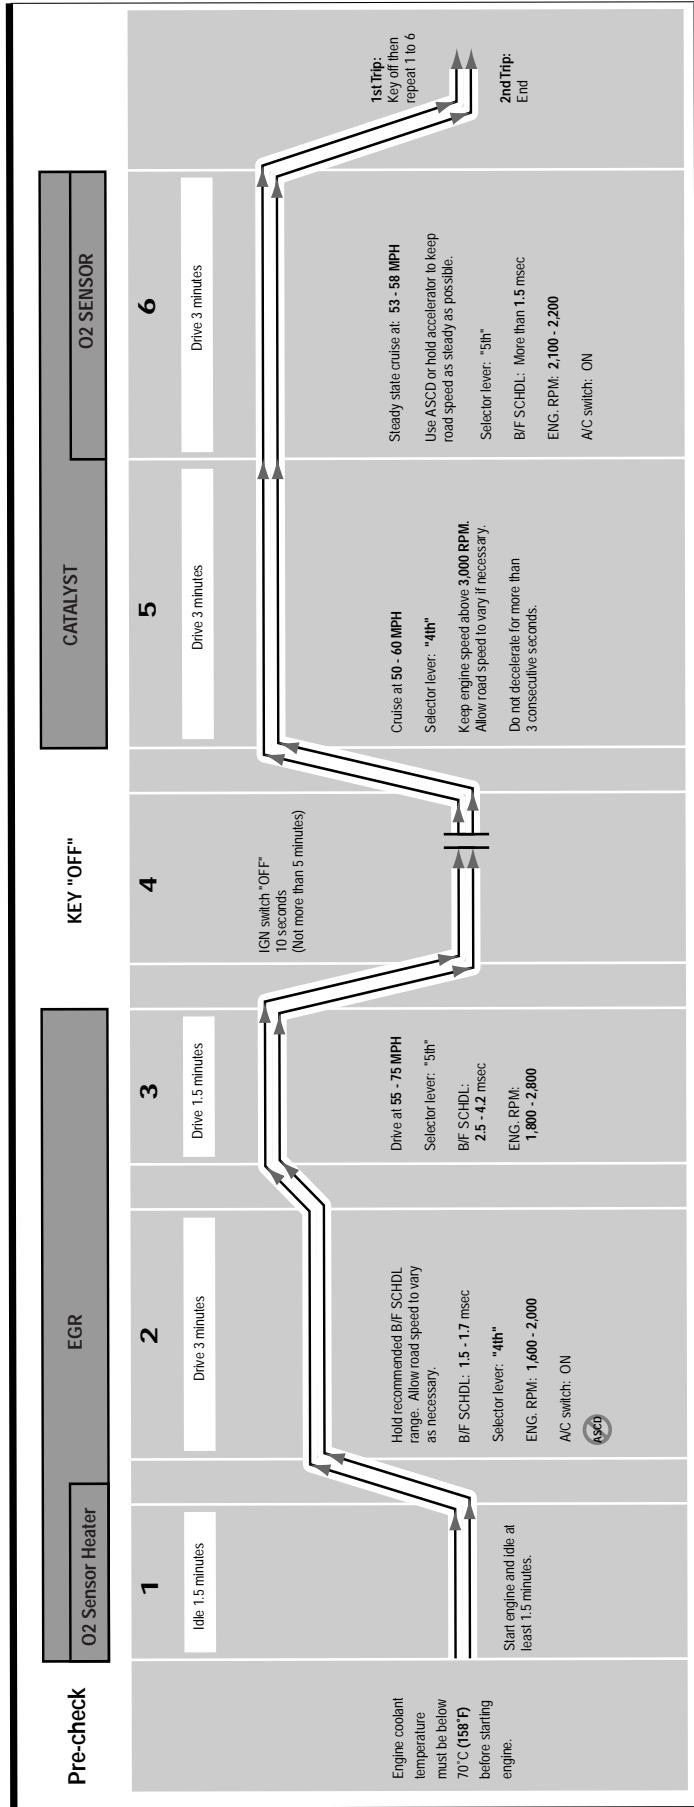 Pre-check
Engine coolant
temperature
must be below
70˚C (158˚F)
before starting
engine.
O2 Sensor Heater
EGR
1
Idle 1.5 minutes
Start engine and idle at
least 1.5 minutes.
2
Drive 3 minutes
Hold recommended B/F SCHDL
range. Allow road speed to vary
as necessary.
B/F SCHDL: 1.5 - 1.7 msec
Selector lever: "4th"
ENG. RPM: 1,600 - 2,000
A/C switch: ON
ASCD
3
Drive 1.5 minutes
Drive at 55 - 75 MPH
Selector lever: "5th"
B/F SCHDL:
2.5 - 4.2 msec
ENG. RPM:
1,800 - 2,800
KEY "OFF"
4
IGN switch "OFF"
10 seconds
(Not more than 5 minutes)
CATALYST
5
Drive 3 minutes
Cruise at 50 - 60 MPH
Selector lever: "4th"
Keep engine speed above 3,000 RPM.
Allow road speed to vary if necessary.
Do not decelerate for more than
3 consecutive seconds.
O2 SENSOR
6
Drive 3 minutes
Steady state cruise at: 53 - 58 MPH
Use ASCD or hold accelerator to keep
road speed as steady as possible.
Selector lever: "5th"
B/F SCHDL: More than 1.5 msec
ENG. RPM: 2,100 - 2,200
A/C switch: ON
1st Trip:
Key off then
repeat 1 to 6
2nd Trip:
End